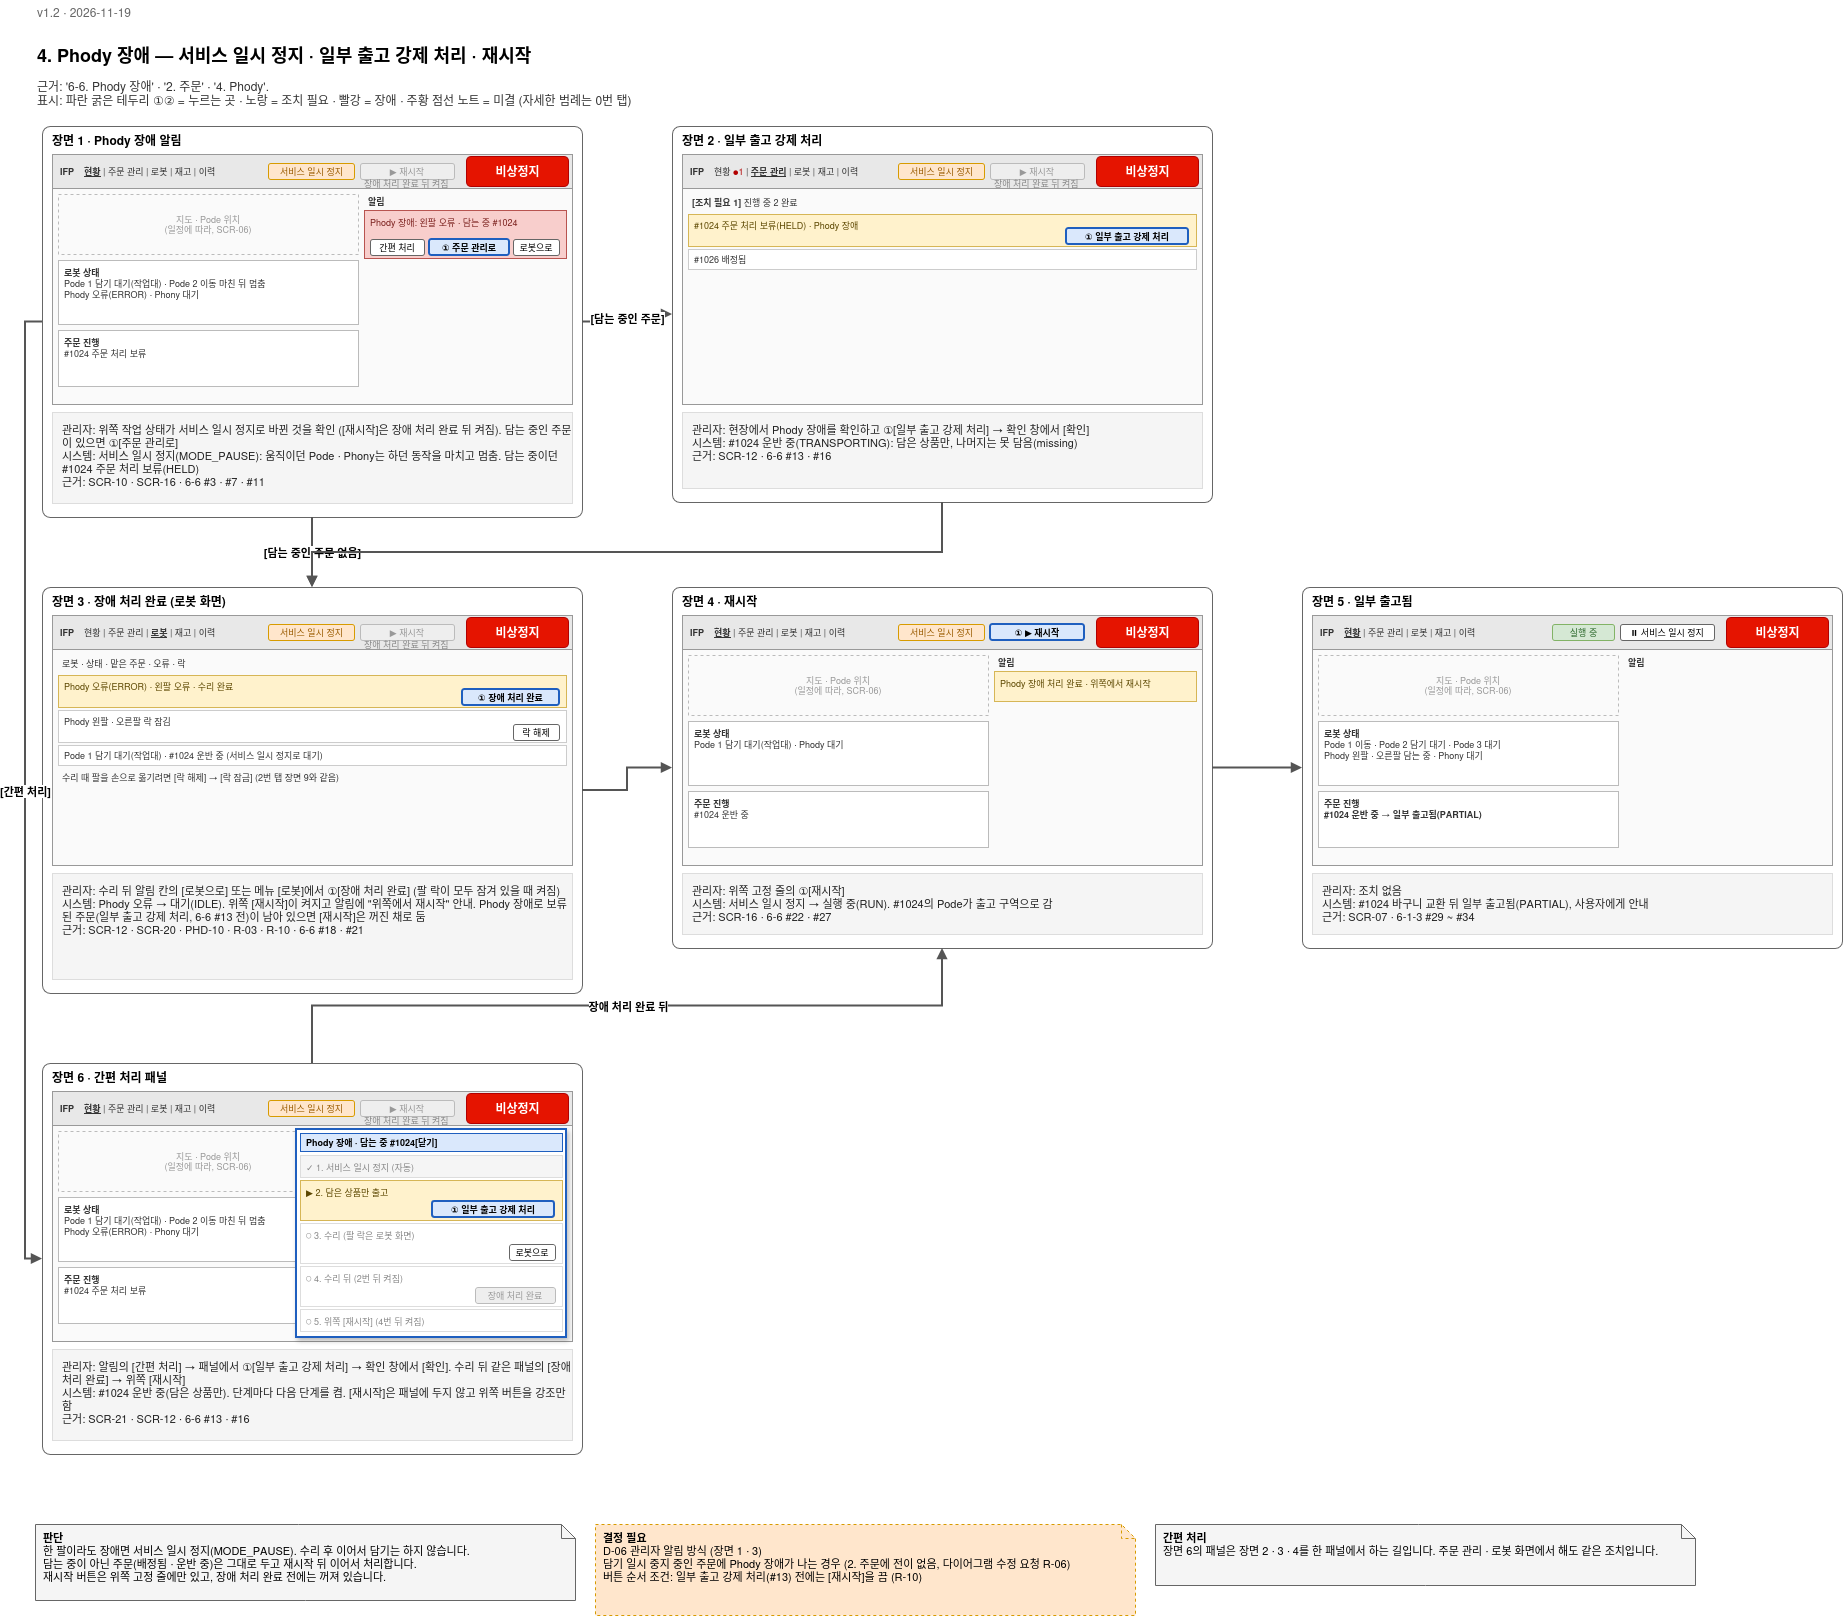 v1.2 · 2026-11-19
4. Phody 장애 — 서비스 일시 정지 · 일부 출고 강제 처리 · 재시작
근거: '6-6. Phody 장애' · '2. 주문' · '4. Phody'.
표시: 파란 굵은 테두리 ①② = 누르는 곳 · 노랑 = 조치 필요 · 빨강 = 장애 · 주황 점선 노트 = 미결 (자세한 범례는 0번 탭)
장면 1 · Phody 장애 알림
IFP 현황 | 주문 관리 | 로봇 | 재고 | 이력
서비스 일시 정지
▶ 재시작
장애 처리 완료 뒤 켜짐
비상정지
지도 · Pode 위치
(일정에 따라, SCR-06)
알림
Phody 장애: 왼팔 오류 · 담는 중 #1024
간편 처리
① 주문 관리로
로봇으로
로봇 상태
Pode 1 담기 대기(작업대) · Pode 2 이동 마친 뒤 멈춤
Phody 오류(ERROR) · Phony 대기
주문 진행
#1024 주문 처리 보류
관리자: 위쪽 작업 상태가 서비스 일시 정지로 바뀐 것을 확인 ([재시작]은 장애 처리 완료 뒤 켜짐). 담는 중인 주문
이 있으면 ①[주문 관리로]
시스템: 서비스 일시 정지(MODE_PAUSE): 움직이던 Pode · Phony는 하던 동작을 마치고 멈춤. 담는 중이던
#1024 주문 처리 보류(HELD)
근거: SCR-10 · SCR-16 · 6-6 #3 · #7 · #11
[담는 중인 주문]
장면 2 · 일부 출고 강제 처리
IFP 현황 ●1 | 주문 관리 | 로봇 | 재고 | 이력
서비스 일시 정지
▶ 재시작
장애 처리 완료 뒤 켜짐
비상정지
[조치 필요 1] 진행 중 2 완료
#1024 주문 처리 보류(HELD) · Phody 장애
① 일부 출고 강제 처리
#1026 배정됨
관리자: 현장에서 Phody 장애를 확인하고 ①[일부 출고 강제 처리] → 확인 창에서 [확인]
시스템: #1024 운반 중(TRANSPORTING): 담은 상품만, 나머지는 못 담음(missing)
근거: SCR-12 · 6-6 #13 · #16
[담는 중인 주문 없음]
장면 3 · 장애 처리 완료 (로봇 화면)
IFP 현황 | 주문 관리 | 로봇 | 재고 | 이력
서비스 일시 정지
▶ 재시작
장애 처리 완료 뒤 켜짐
비상정지
로봇 · 상태 · 맡은 주문 · 오류 · 락
Phody 오류(ERROR) · 왼팔 오류 · 수리 완료
① 장애 처리 완료
Phody 왼팔 · 오른팔 락 잠김
락 해제
Pode 1 담기 대기(작업대) · #1024 운반 중 (서비스 일시 정지로 대기)
수리 때 팔을 손으로 옮기려면 [락 해제] → [락 잠금] (2번 탭 장면 9와 같음)
관리자: 수리 뒤 알림 칸의 [로봇으로] 또는 메뉴 [로봇]에서 ①[장애 처리 완료] (팔 락이 모두 잠겨 있을 때 켜짐)
시스템: Phody 오류 → 대기(IDLE). 위쪽 [재시작]이 켜지고 알림에 "위쪽에서 재시작" 안내. Phody 장애로 보류
된 주문(일부 출고 강제 처리, 6-6 #13 전)이 남아 있으면 [재시작]은 꺼진 채로 둠
근거: SCR-12 · SCR-20 · PHD-10 · R-03 · R-10 · 6-6 #18 · #21
장면 4 · 재시작
IFP 현황 | 주문 관리 | 로봇 | 재고 | 이력
서비스 일시 정지
① ▶ 재시작
비상정지
지도 · Pode 위치
(일정에 따라, SCR-06)
알림
Phody 장애 처리 완료 · 위쪽에서 재시작
로봇 상태
Pode 1 담기 대기(작업대) · Phody 대기
주문 진행
#1024 운반 중
관리자: 위쪽 고정 줄의 ①[재시작]
시스템: 서비스 일시 정지 → 실행 중(RUN). #1024의 Pode가 출고 구역으로 감
근거: SCR-16 · 6-6 #22 · #27
장면 5 · 일부 출고됨
IFP 현황 | 주문 관리 | 로봇 | 재고 | 이력
실행 중
⏸ 서비스 일시 정지
비상정지
지도 · Pode 위치
(일정에 따라, SCR-06)
알림
로봇 상태
Pode 1 이동 · Pode 2 담기 대기 · Pode 3 대기
Phody 왼팔 · 오른팔 담는 중 · Phony 대기
주문 진행
#1024 운반 중 → 일부 출고됨(PARTIAL)
관리자: 조치 없음
시스템: #1024 바구니 교환 뒤 일부 출고됨(PARTIAL), 사용자에게 안내
근거: SCR-07 · 6-1-3 #29 ~ #34
[간편 처리]
장애 처리 완료 뒤
장면 6 · 간편 처리 패널
IFP 현황 | 주문 관리 | 로봇 | 재고 | 이력
서비스 일시 정지
▶ 재시작
장애 처리 완료 뒤 켜짐
비상정지
지도 · Pode 위치
(일정에 따라, SCR-06)
로봇 상태
Pode 1 담기 대기(작업대) · Pode 2 이동 마친 뒤 멈춤
Phody 오류(ERROR) · Phony 대기
주문 진행
#1024 주문 처리 보류
Phody 장애 · 담는 중 #1024[닫기]
✓ 1. 서비스 일시 정지 (자동)
▶ 2. 담은 상품만 출고
① 일부 출고 강제 처리
○ 3. 수리 (팔 락은 로봇 화면)
로봇으로
○ 4. 수리 뒤 (2번 뒤 켜짐)
장애 처리 완료
○ 5. 위쪽 [재시작] (4번 뒤 켜짐)
관리자: 알림의 [간편 처리] → 패널에서 ①[일부 출고 강제 처리] → 확인 창에서 [확인]. 수리 뒤 같은 패널의 [장애
처리 완료] → 위쪽 [재시작]
시스템: #1024 운반 중(담은 상품만). 단계마다 다음 단계를 켬. [재시작]은 패널에 두지 않고 위쪽 버튼을 강조만
함
근거: SCR-21 · SCR-12 · 6-6 #13 · #16
판단
한 팔이라도 장애면 서비스 일시 정지(MODE_PAUSE). 수리 후 이어서 담기는 하지 않습니다.
담는 중이 아닌 주문(배정됨 · 운반 중)은 그대로 두고 재시작 뒤 이어서 처리합니다.
재시작 버튼은 위쪽 고정 줄에만 있고, 장애 처리 완료 전에는 꺼져 있습니다.
결정 필요
D-06 관리자 알림 방식 (장면 1 · 3)
담기 일시 중지 중인 주문에 Phody 장애가 나는 경우 (2. 주문에 전이 없음, 다이어그램 수정 요청 R-06)
버튼 순서 조건: 일부 출고 강제 처리(#13) 전에는 [재시작]을 끔 (R-10)
간편 처리
장면 6의 패널은 장면 2 · 3 · 4를 한 패널에서 하는 길입니다. 주문 관리 · 로봇 화면에서 해도 같은 조치입니다.